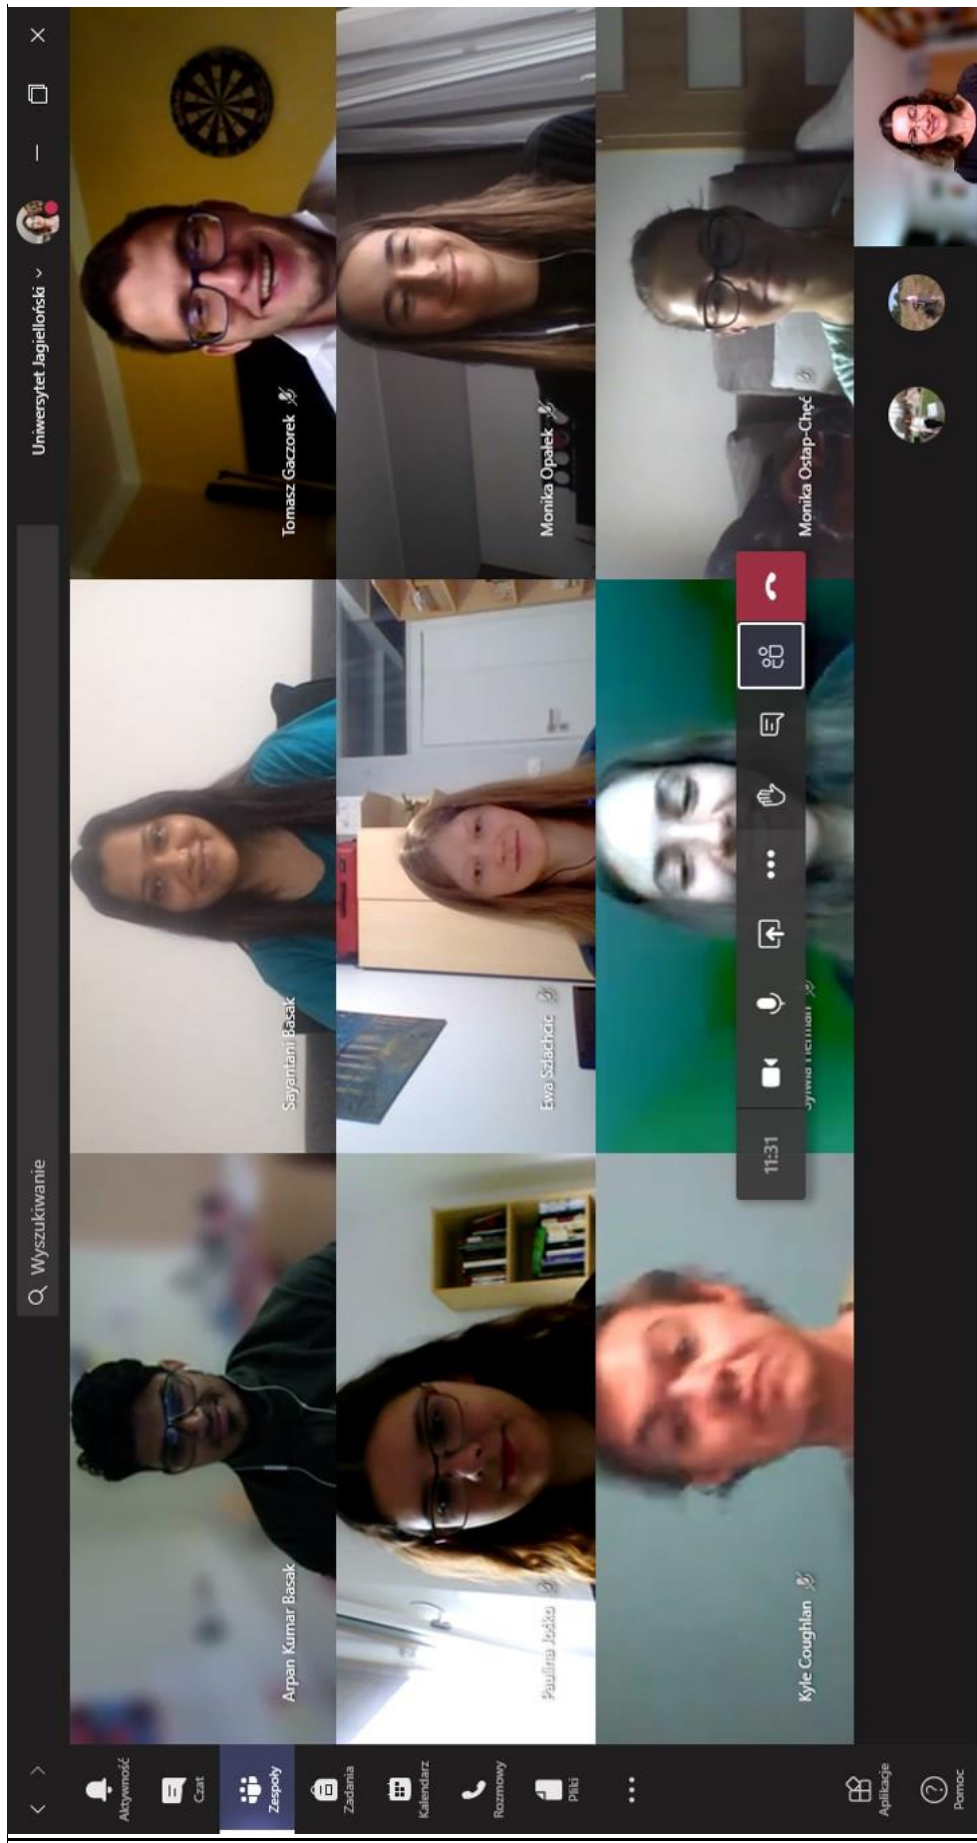 Wyszukiwanie
Uniwersytet Jagielloński
Aktywność
Czat
Zespoły
Zadania
Kalendarz
Rozmowy
Pliki
Aplikacje
Pomoc
Arpan Kumar Basak
Sayantani Basak
Tomasz Gaczorek
Paulina Jośko
Ewa Szlachcic
Monika Opałek
Kyle Coughlan
Monika Ostap-Chęć
11:31